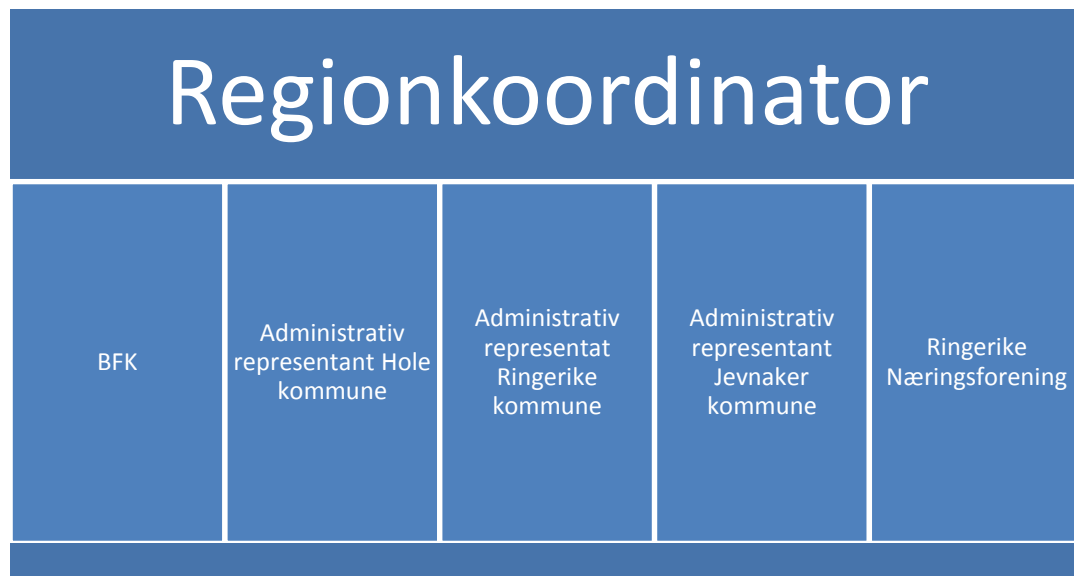 Regionkoordinator
BFK
Administrativ
representant Hole
kommune
Administrativ
representat
Ringerike
kommune
Administrativ
representant
Jevnaker
kommune
Ringerike
Næringsforening